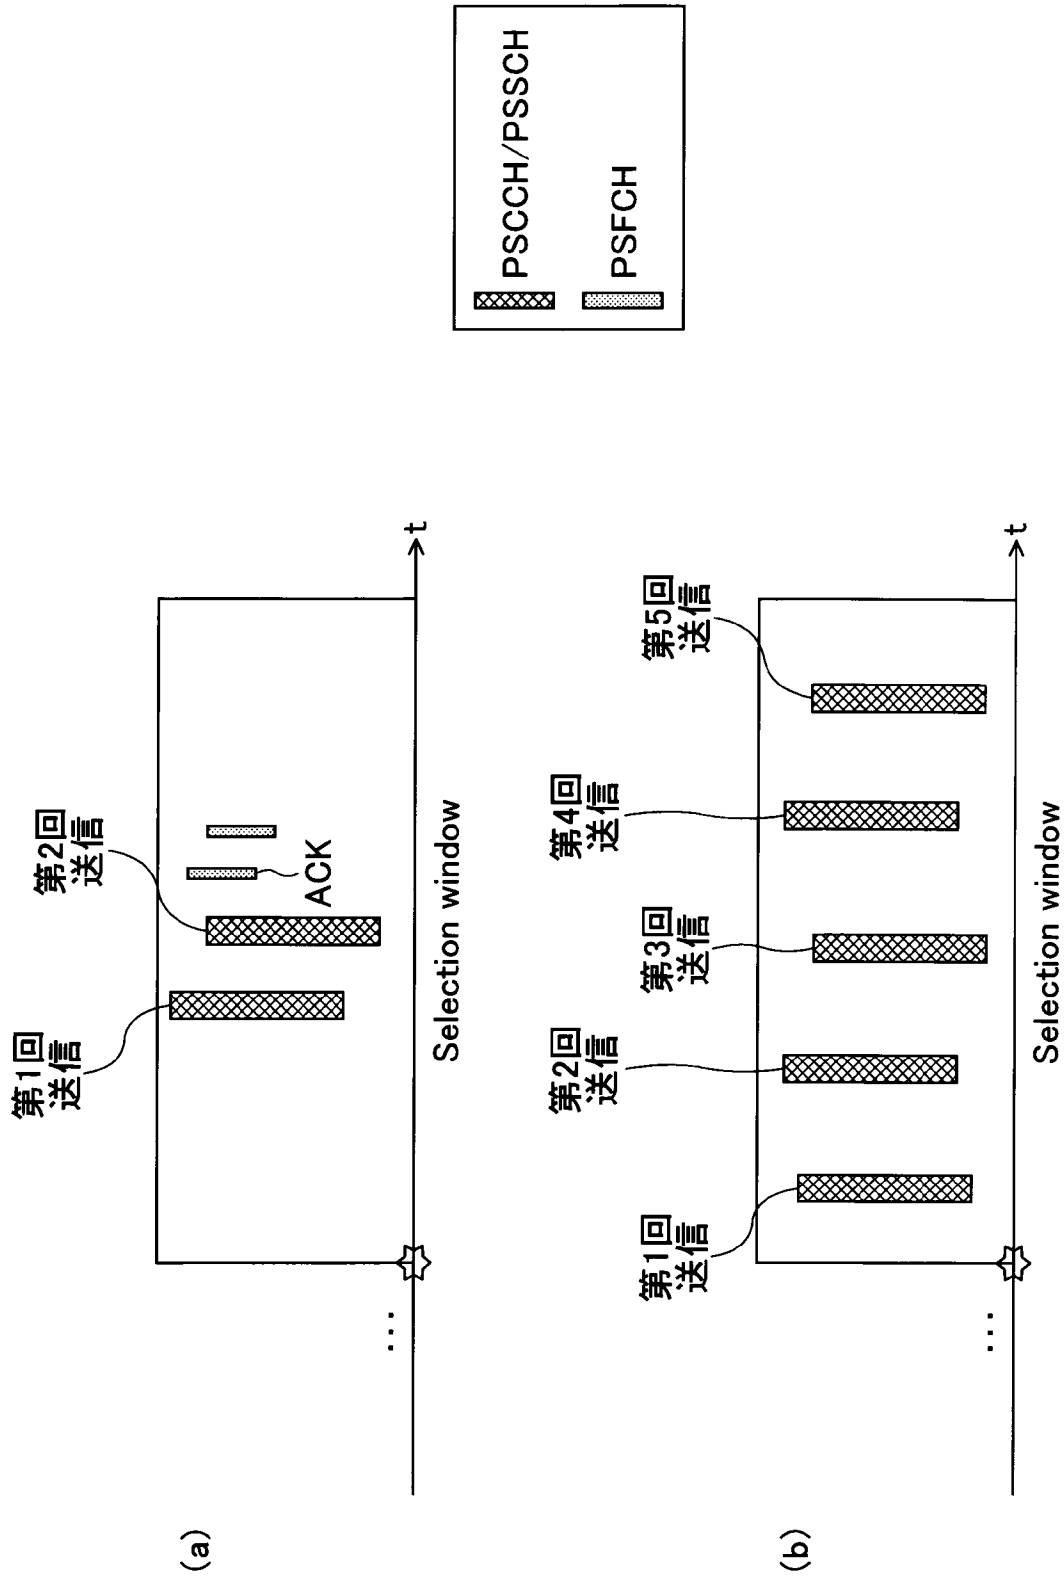 (a)
第1回
送信
第2回
送信
ACK
...
t
Selection window
(b)
第1回
送信
第2回
送信
第3回
送信
第4回
送信
第5回
送信
...
t
Selection window
PSCCH/PSSCH
PSFCH